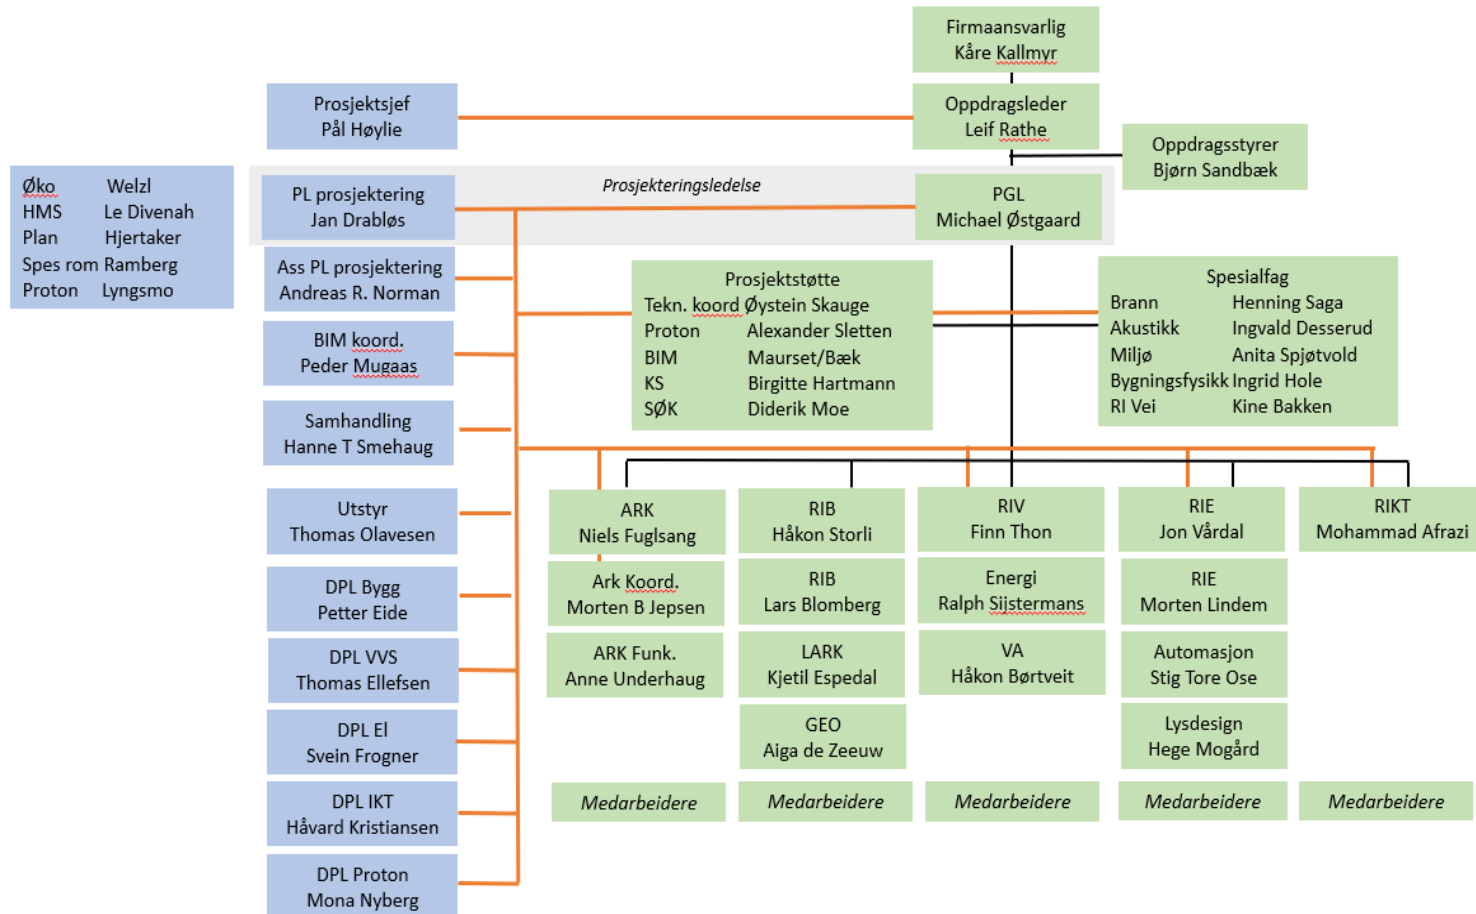 Firmaansvarlig
Kåre Kallmyr
Prosjektsjef
Pål Høylie
Oppdragsleder
Leif Rathe
Oppdragsstyrer
Bjørn Sandbæk
Øko Welzl
HMS Le Divenah
Plan Hjertaker
Spes rom Ramberg
Proton Lyngsmo
PL prosjektering
Jan Drabløs
Prosjekteringsledelse
PGL
Michael Østgaard
Ass PL prosjektering
Andreas R. Norman
BIM koord.
Peder Mugaas
Samhandling
Hanne T Smehaug
Utstyr
Thomas Olavesen
DPL Bygg
Petter Eide
DPL VVS
Thomas Ellefsen
DPL El
Svein Frogner
DPL IKT
Håvard Kristiansen
DPL Proton
Mona Nyberg
Prosjektstøtte
Tekn. koord Øystein Skauge
Proton Alexander Sletten
BIM Maurset/Bæk
KS Birgitte Hartmann
SØK Diderik Moe
Spesialfag
Brann Henning Saga
Akustikk Ingvald Desserud
Miljø Anita Spjøtvold
Bygningsfysikk Ingrid Hole
RI Vei Kine Bakken
ARK
Niels Fuglsang
Ark Koord.
Morten B Jepsen
ARK Funk.
Anne Underhaug
Medarbeidere
RIB
Håkon Storli
RIB
Lars Blomberg
LARK
Kjetil Espedal
GEO
Aiga de Zeeuw
Medarbeidere
RIV
Finn Thon
Energi
Ralph Sijstermans
VA
Håkon Børtveit
Medarbeidere
RIE
Jon Vårdal
RIE
Morten Lindem
Automasjon
Stig Tore Ose
Lysdesign
Hege Mogård
Medarbeidere
RIKT
Mohammad Afrazi
Medarbeidere